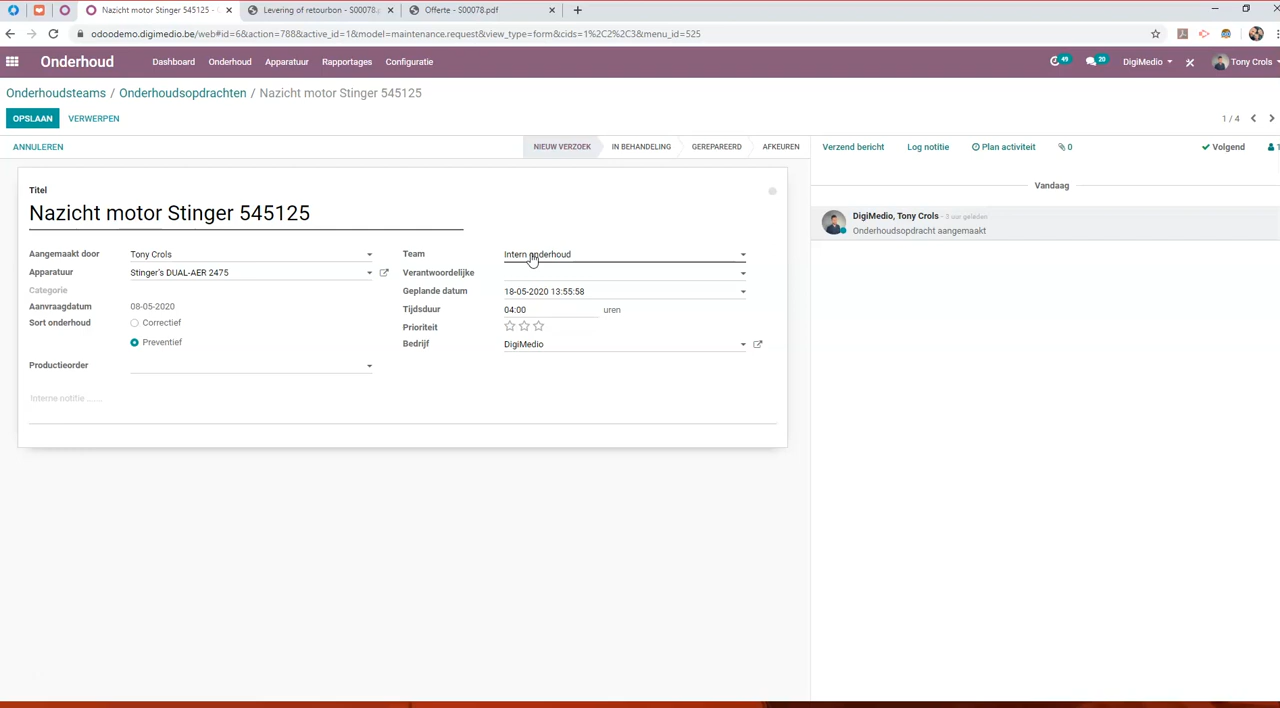 Nazicht motor Stinger 545125 -
Levering of retourbon - S00078.
Offerte - S00078.pdf
odoodemo.digimedio.be/web#id=6&action=788&active_id=1&model=maintenance.request&view_type=form&cids=1%2C2%2C3&menu_id=525
Onderhoud Dashboard Onderhoud Apparatuur Rapportages Configuratie 49 20 DigiMedio Tony Crols
Onderhoudsteams / Onderhoudsopdrachten / Nazicht motor Stinger 545125
OPSLAAN VERWERPEN 1 / 4
ANNULEREN NIEUW VERZOEK IN BEHANDELING GEREPAREERD AFKEUREN Verzend bericht Log notitie Plan activiteit 0 Volgend 1
Vandaag
Titel
Nazicht motor Stinger 545125
DigiMedio, Tony Crols - 3 uur geleden
Onderhoudsopdracht aangemaakt
Aangemaakt door Tony Crols
Apparatuur Stinger's DUAL-AER 2475
Categorie
Aanvraagdatum 08-05-2020
Sort onderhoud Correctief
Preventief
Productieorder
Team Intern onderhoud
Verantwoordelijke
Geplande datum 18-05-2020 13:55:58
Tijdsduur 04:00 uren
Prioriteit
Bedrijf DigiMedio
Interne notitie .......